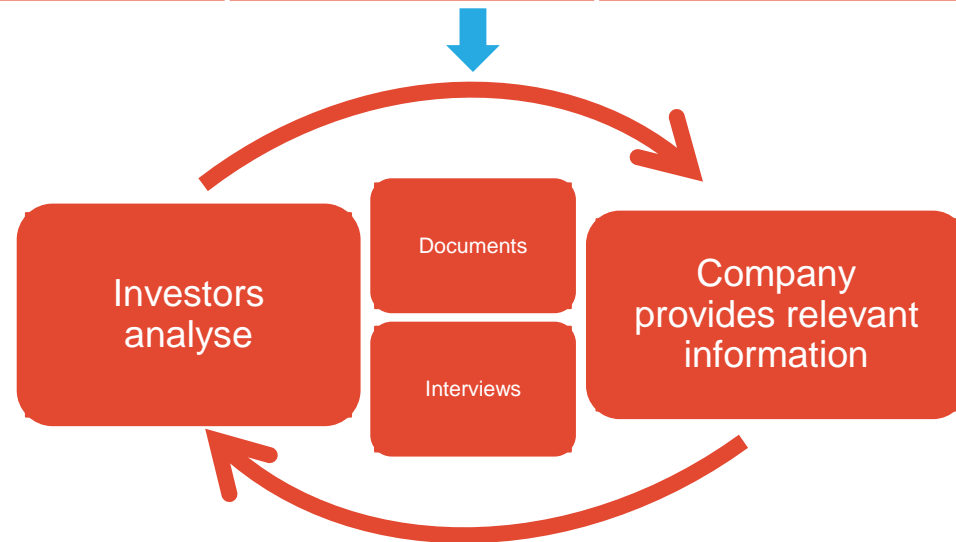 Documents
Investors
analyse
Company
provides relevant
information
Interviews